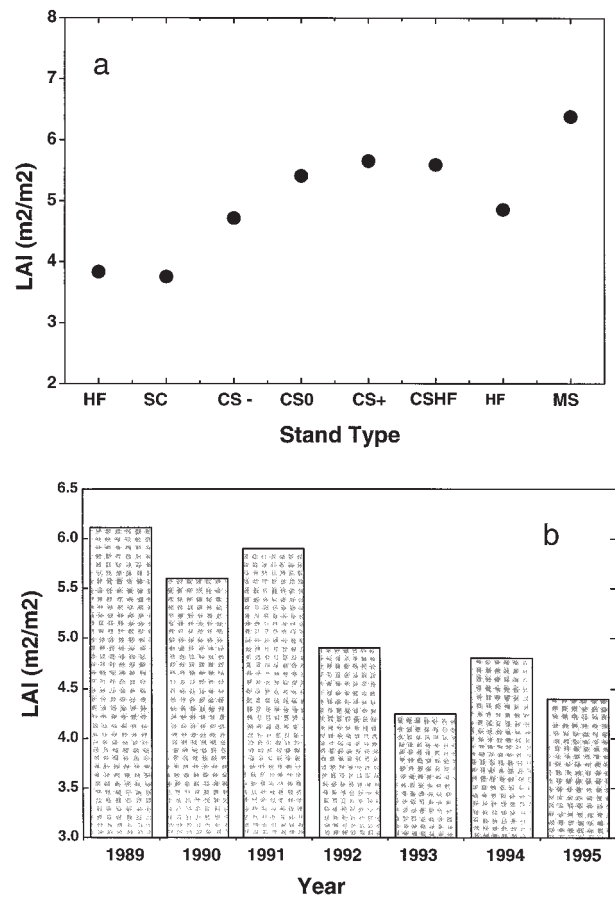 a
8
7
6
5
4
3
2
LAI (m2/m2)
HF SC CS - CS0 CS+ CSHF HF MS
Stand Type
b
6.5
6.0
5.5
5.0
4.5
4.0
3.5
3.0
LAI (m2/m2)
1989 1990 1991 1992 1993 1994 1995
Year